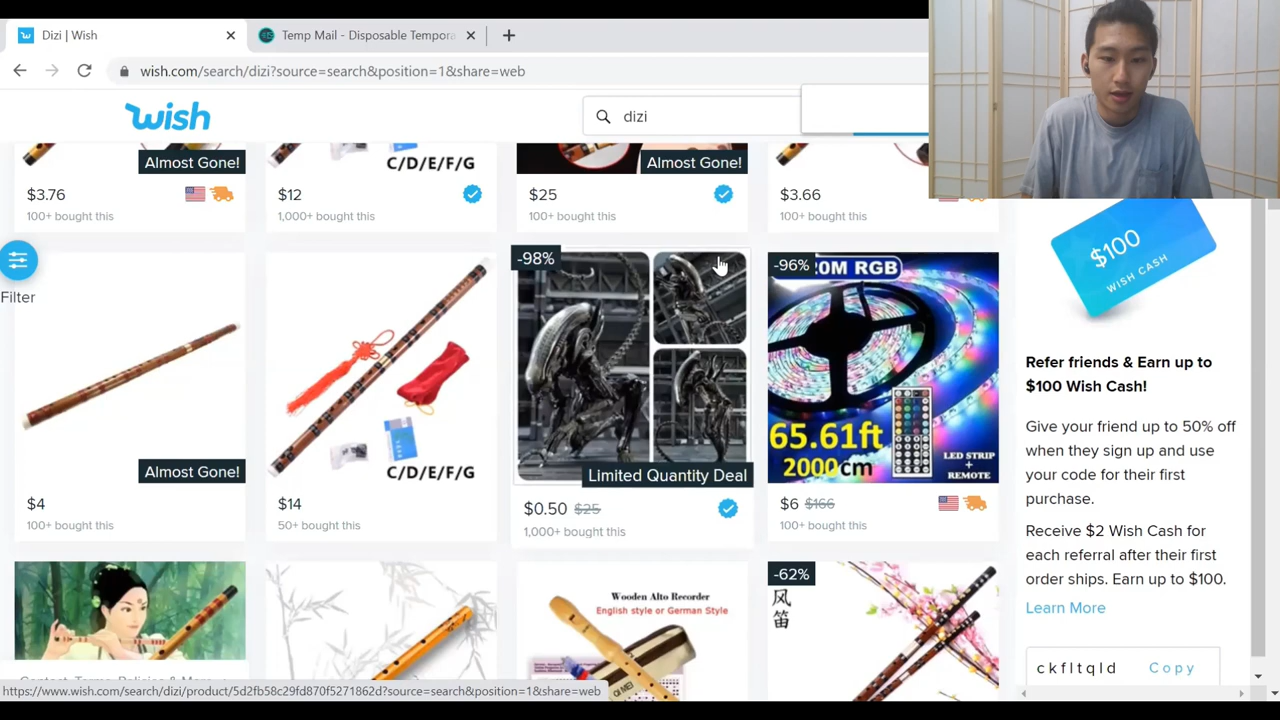 Dizi | Wish
Temp Mail - Disposable Tempora
wish.com/search/dizi?source=search&position=1&share=web
wish
dizi
Almost Gone!
C/D/E/F/G
Almost Gone!
$3.76
100+ bought this
$12
1,000+ bought this
$25
100+ bought this
$3.66
100+ bought this
Filter
Almost Gone!
$4
100+ bought this
C/D/E/F/G
$14
50+ bought this
-98%
Limited Quantity Deal
$0.50 $25
1,000+ bought this
-96%
20M RGB
65.61ft
2000cm
LED STRIP
+
REMOTE
$6 $166
100+ bought this
$100
WISH CASH
Refer friends & Earn up to
$100 Wish Cash!
Give your friend up to 50% off
when they sign up and use
your code for their first
purchase.
Receive $2 Wish Cash for
each referral after their first
order ships. Earn up to $100.
Learn More
ckfltqld Copy
Wooden Alto Recorder
English style or German Style
-62%
风笛
https://www.wish.com/search/dizi/product/5d2fb58c29fd870f5271862d?source=search&position=1&share=web